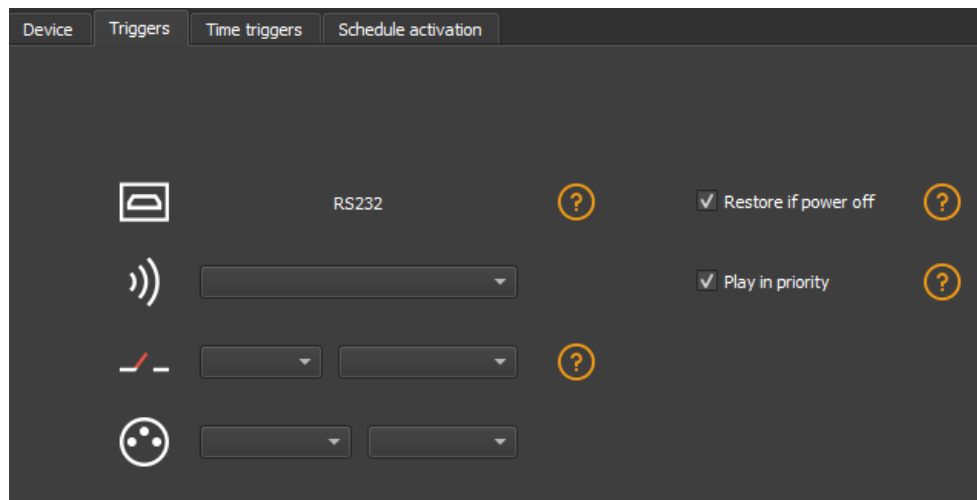 Device
Triggers
Time triggers
Schedule activation
RS232
?
Restore if power off
?
Play in priority
?
?